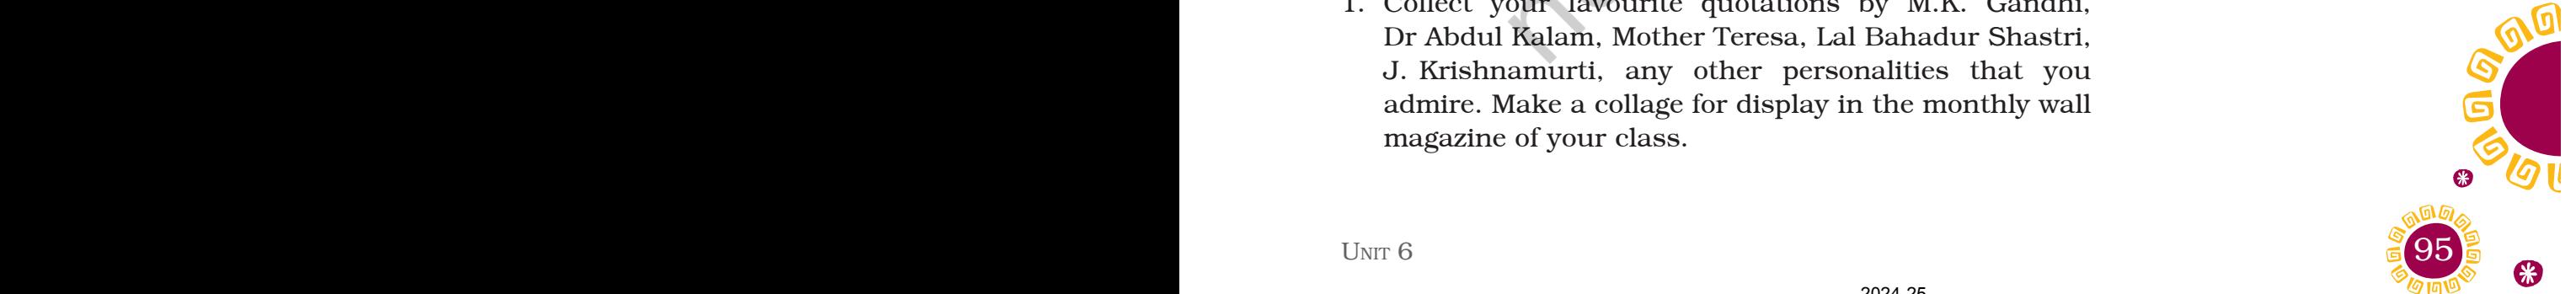 1. Collect your favourite quotations by M.K. Gandhi,
Dr Abdul Kalam, Mother Teresa, Lal Bahadur Shastri,
J. Krishnamurti, any other personalities that you
admire. Make a collage for display in the monthly wall
magazine of your class.
UNIT 6
95
2024-25